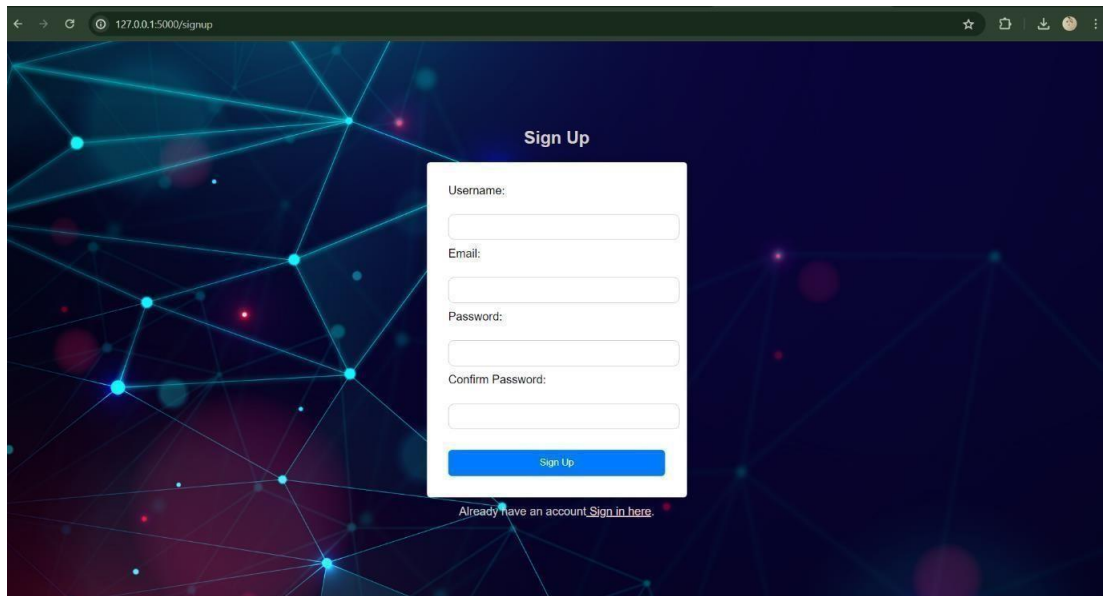 127.0.0.1:5000/signup
Sign Up
Username:
Email:
Password:
Confirm Password:
Sign Up
Already have an account Sign in here.